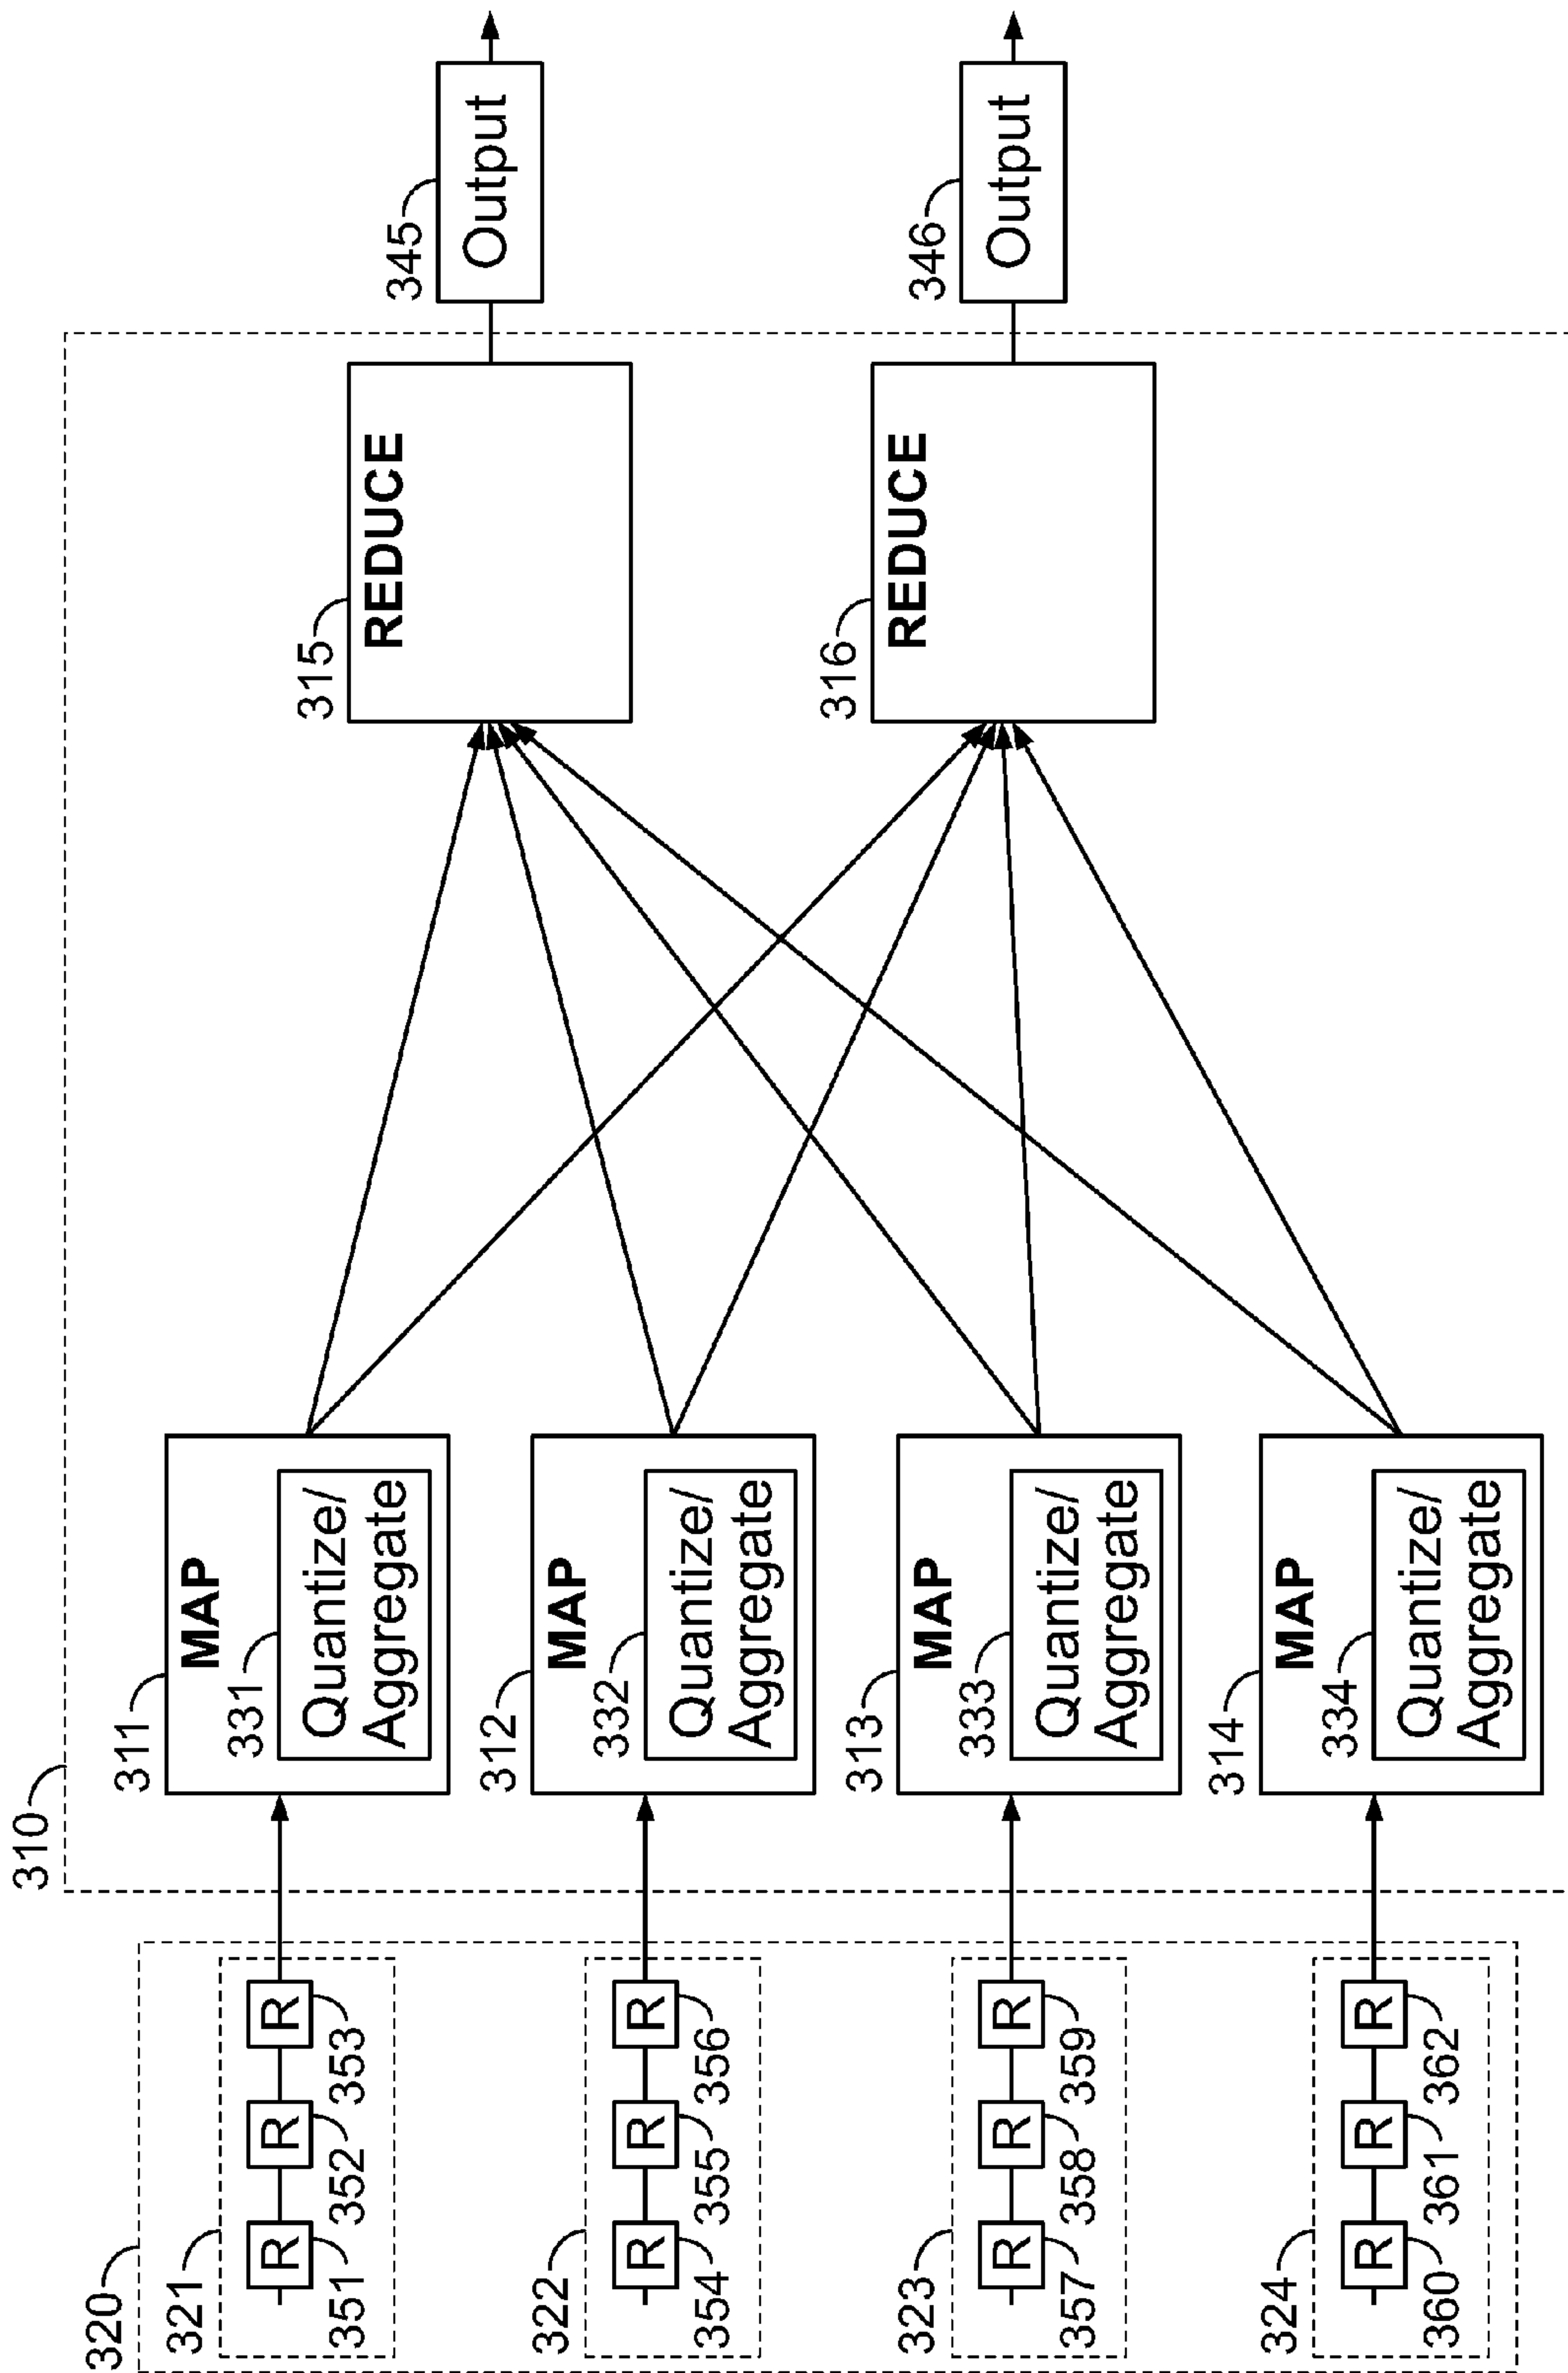 320
321
R
R
R
351
352
353
322
R
R
R
354
355
356
323
R
R
R
357
358
359
324
R
R
R
360
361
362
310
311
MAP
331
Quantize/
Aggregate
312
MAP
332
Quantize/
Aggregate
313
MAP
333
Quantize/
Aggregate
314
MAP
334
Quantize/
Aggregate
315
REDUCE
316
REDUCE
345
Output
346
Output